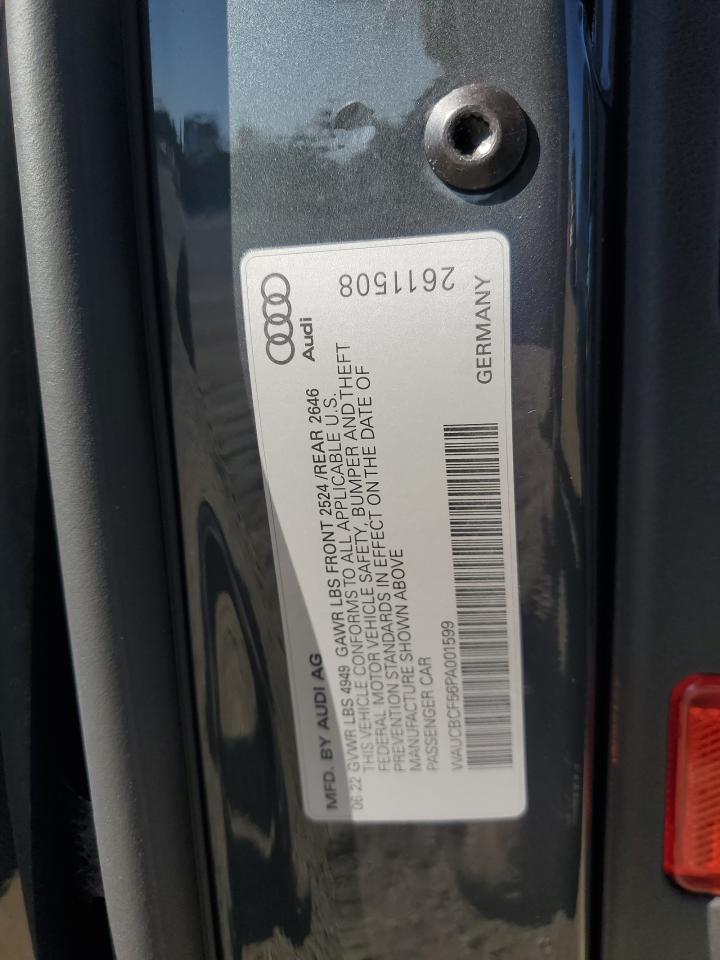 MFD. BY AUDI AG
Audi
06 22 GVWR LBS 4949 GAWR LBS FRONT 2524 /REAR 2646
THIS VEHICLE CONFORMS TO ALL APPLICABLE U.S.
FEDERAL MOTOR VEHICLE SAFETY, BUMPER AND THEFT
PREVENTION STANDARDS IN EFFECT ON THE DATE OF
MANUFACTURE SHOWN ABOVE
PASSENGER CAR
WAUCBCF56PA001599
GERMANY
2611508